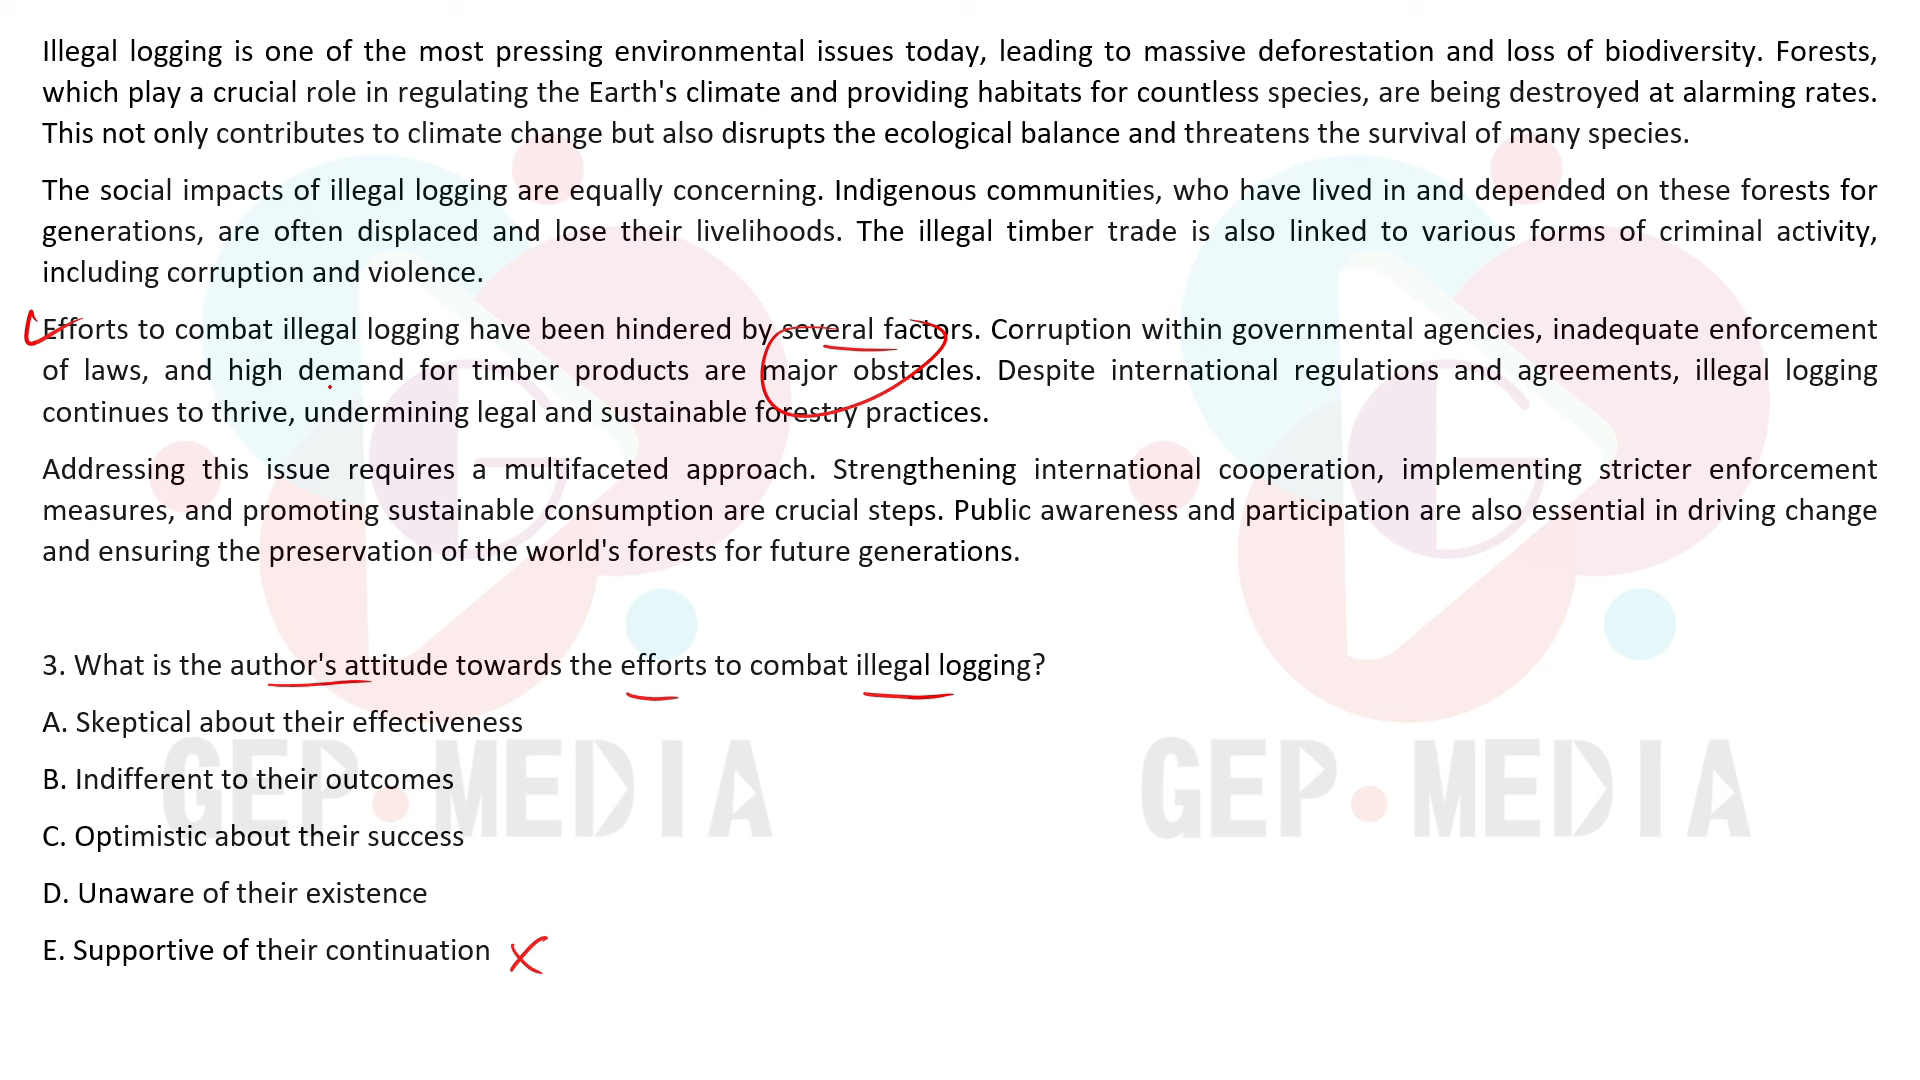 Illegal logging is one of the most pressing environmental issues today, leading to massive deforestation and loss of biodiversity. Forests,
which play a crucial role in regulating the Earth's climate and providing habitats for countless species, are being destroyed at alarming rates.
This not only contributes to climate change but also disrupts the ecological balance and threatens the survival of many species.
The social impacts of illegal logging are equally concerning. Indigenous communities, who have lived in and depended on these forests for
generations, are often displaced and lose their livelihoods. The illegal timber trade is also linked to various forms of criminal activity,
including corruption and violence.
Efforts to combat illegal logging have been hindered by several factors. Corruption within governmental agencies, inadequate enforcement
of laws, and high demand for timber products are major obstacles. Despite international regulations and agreements, illegal logging
continues to thrive, undermining legal and sustainable forestry practices.
Addressing this issue requires a multifaceted approach. Strengthening international cooperation, implementing stricter enforcement
measures, and promoting sustainable consumption are crucial steps. Public awareness and participation are also essential in driving change
and ensuring the preservation of the world's forests for future generations.
3. What is the author's attitude towards the efforts to combat illegal logging?
A. Skeptical about their effectiveness
B. Indifferent to their outcomes
C. Optimistic about their success
D. Unaware of their existence
E. Supportive of their continuation
GEP MEDIA
GEP MEDIA